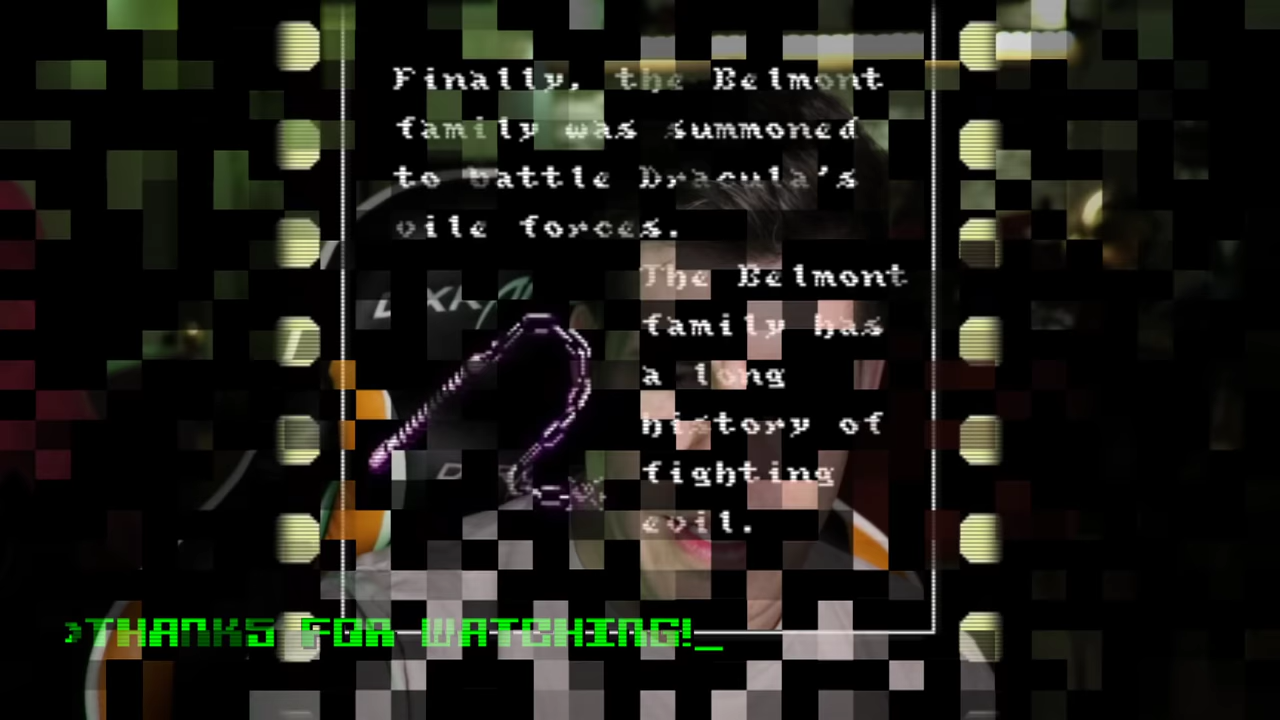 Finally, the Belmont
family was summoned
to battle Dracula's
vile forces.
The Belmont
family has
a long
history of
fighting
evil.
>THANKS FOR WATCHING!_